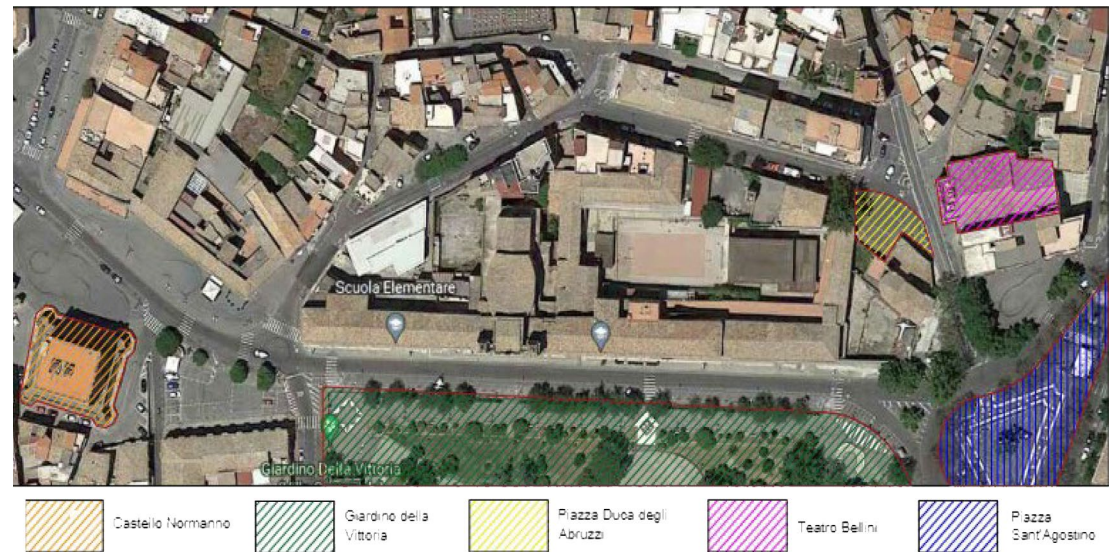 Scuola Elementare
Giardino Della Vittoria
Castello Normanno
Giardino della
Vittoria
Piazza Duca degli
Abruzzi
Teatro Bellini
Piazza
Sant'Agostino